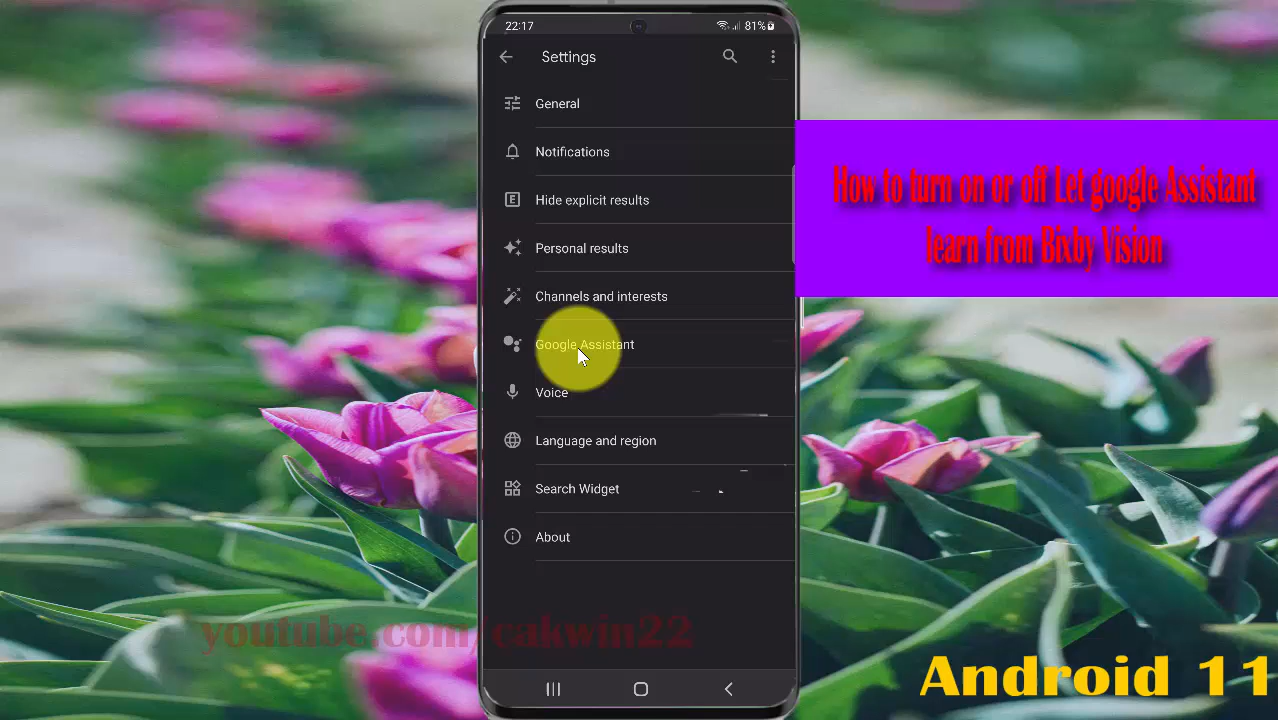 22:17
81%
Settings
General
Notifications
Hide explicit results
Personal results
Channels and interests
Google Assistant
Voice
Language and region
Search Widget
About
How to turn on or off Let google Assistant
learn from Bixby Vision
youtube.com/cakwin22
Android 11